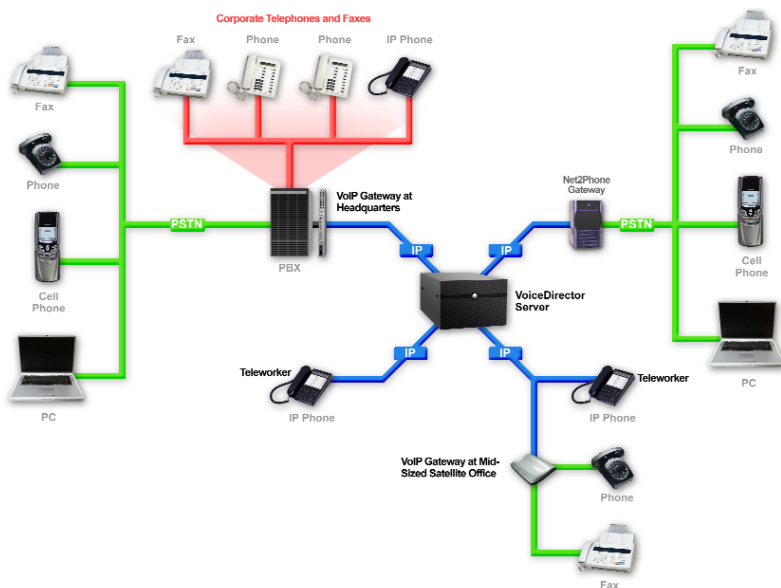 Corporate Telephones and Faxes
Fax
Phone
Phone
IP Phone
Fax
Phone
Cell
Phone
PC
PSTN
VoIP Gateway at
Headquarters
PBX
IP
IP
Net2Phone
Gateway
PSTN
Fax
Phone
Cell
Phone
PC
VoiceDirector
Server
IP
IP
Teleworker
IP Phone
Teleworker
IP Phone
VoIP Gateway at Mid-
Sized Satellite Office
Phone
Fax